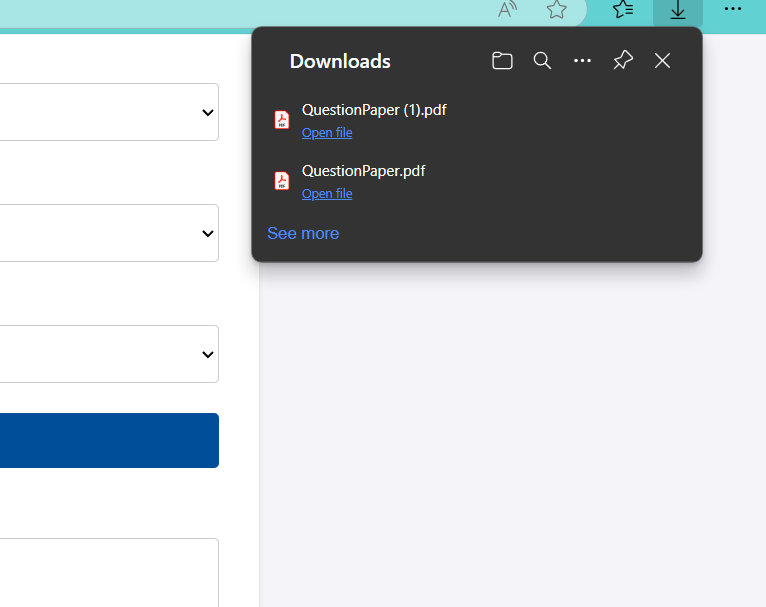 Downloads
QuestionPaper (1).pdf
Open file
QuestionPaper.pdf
Open file
See more